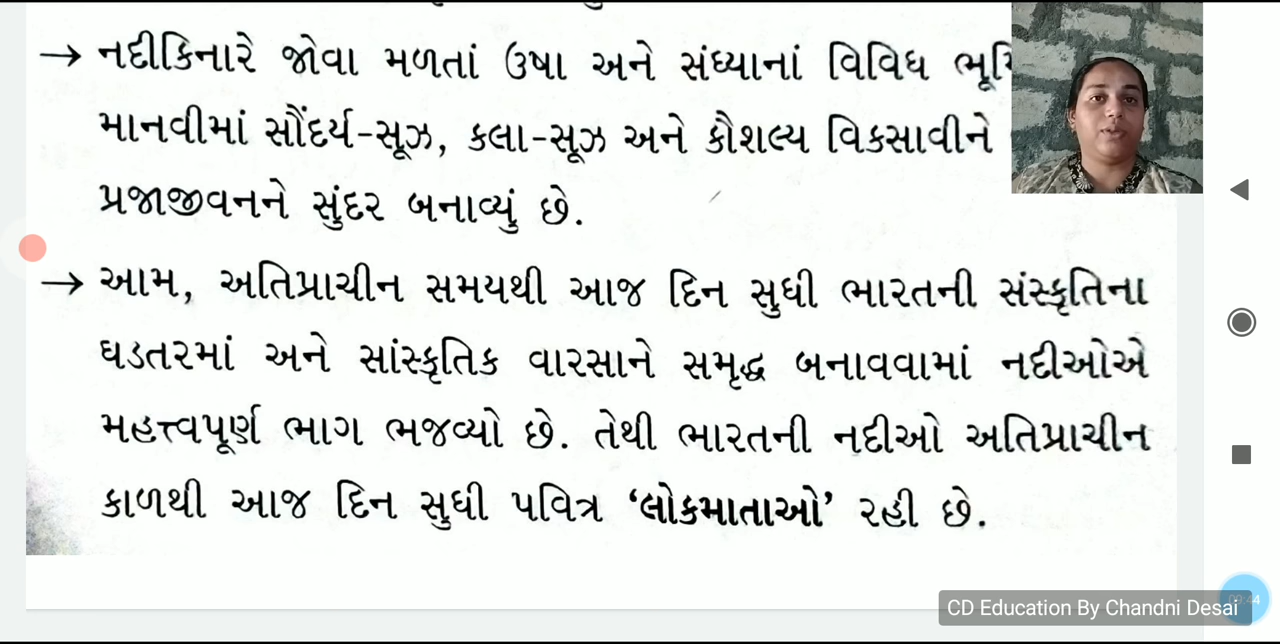 → નદીકિનારે જોવા મળતાં ઉષા અને સંધ્યાનાં વિવિધ
માનવીમાં સૌંદર્ય-સૂઝ, કલા-સૂઝ અને કૌશલ્ય વિકસાવીને
પ્રજાજીવનને સુંદર બનાવ્યું છે.
→ આમ, અતિપ્રાચીન સમયથી આજ દિન સુધી ભારતની સંસ્કૃતિના
ઘડતરમાં અને સાંસ્કૃતિક વારસાને સમૃદ્ધ બનાવવામાં નદીઓએ
મહત્ત્વપૂર્ણ ભાગ ભજવ્યો છે. તેથી ભારતની નદીઓ અતિપ્રાચીન
કાળથી આજ દિન સુધી પવિત્ર ‘લોકમાતાઓ’ રહી છે.
CD Education By Chandni Desai